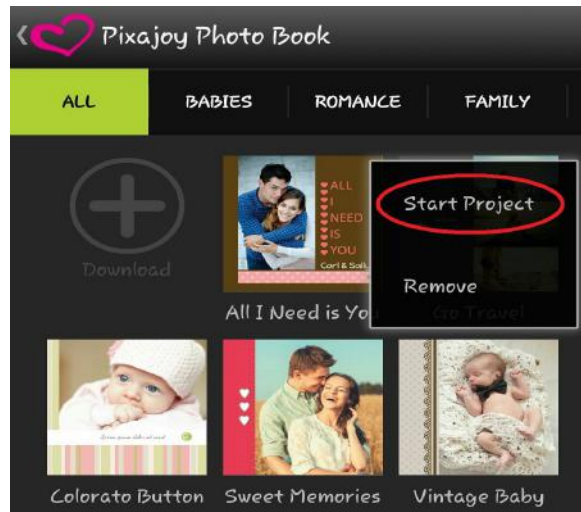 Pixajoy Photo Book
ALL BABIES ROMANCE FAMILY
Download
ALL
I
NEED
IS
YOU
Start Project
Remove
All I Need is You
Go Travel
Colorato Button Sweet Memories Vintage Baby